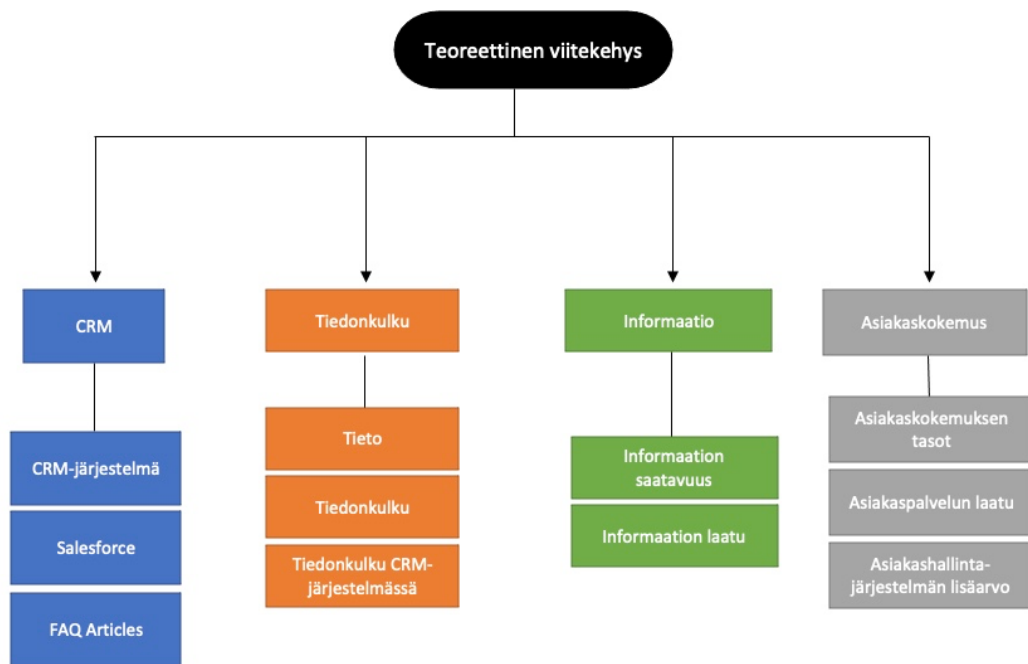 Teoreettinen viitekehys
CRM
Tiedonkulku
Informaatio
Asiakaskokemus
CRM-järjestelmä
Salesforce
FAQ Articles
Tieto
Tiedonkulku
Tiedonkulku CRM-
järjestelmässä
Informaation
saatavuus
Informaation laatu
Asiakaskokemuksen
tasot
Asiakaspalvelun laatu
Asiakashallinta-
järjestelmän lisäarvo